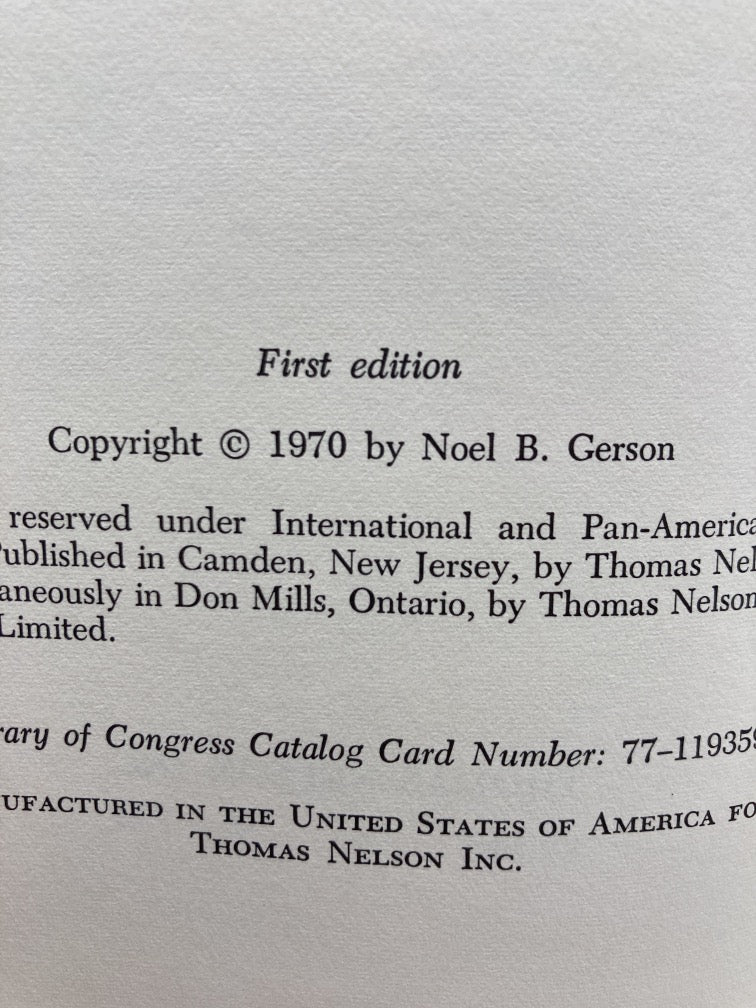 First edition
Copyright © 1970 by Noel B. Gerson
reserved under International and Pan-America
Published in Camden, New Jersey, by Thomas Nel
aneously in Don Mills, Ontario, by Thomas Nelson
Limited.
rary of Congress Catalog Card Number: 77–119359
UFACTURED IN THE UNITED STATES OF AMERICA FO
THOMAS NELSON INC.